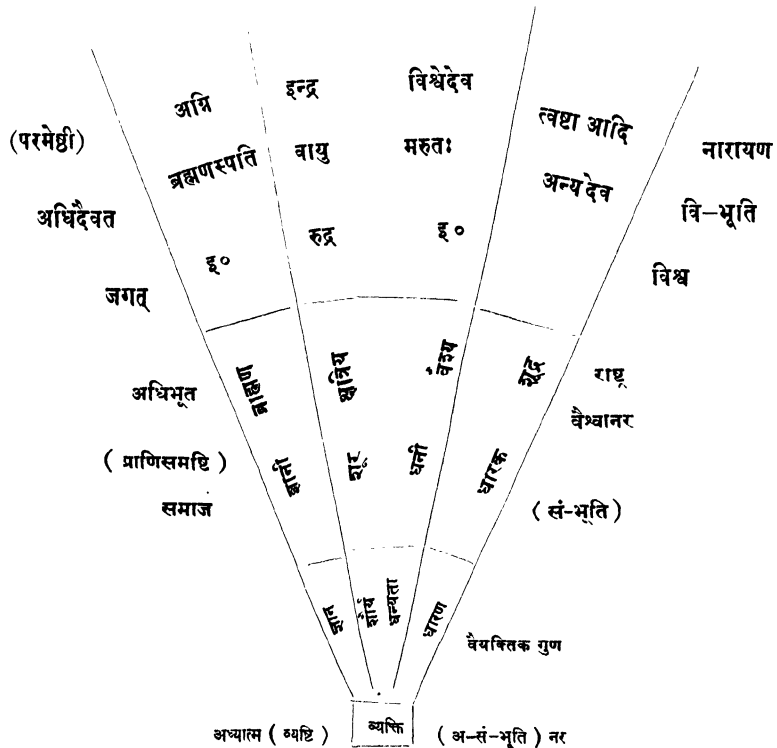 अग्नि
इन्द्र
विश्वेदेव
(परमेष्ठी)
ब्रह्मणस्पति
वायु
मरुतः
त्वष्टा आदि
नारायण
अधिदैवत
अन्य देव
वि-भूति
इ०
रुद्र
इ०
जगत्
विश्व
अधिभूत
ब्राह्मण
क्षत्रिय
वैश्य
शूद्र
राष्ट्र
वैश्वानर
( प्राणिसमष्टि )
ज्ञानी
शूर
धनी
धारक
समाज
( सं-भूति )
ज्ञान
शौर्य
धन्यता
धारण
वैयक्तिक गुण
अध्यात्म ( व्यष्टि )
व्यक्ति
( अ-सं-भूति ) नर